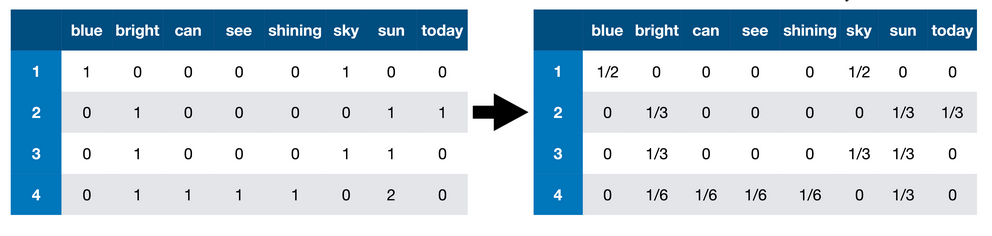 blue bright can see shining sky sun today blue bright can see shining sky sun today
1 1 0 0 0 0 1 0 0 1 1/2 0 0 0 0 1/2 0 0
2 0 1 0 0 0 0 1 1 2 0 1/3 0 0 0 0 1/3 1/3
3 0 1 0 0 0 1 1 0 3 0 1/3 0 0 0 1/3 1/3 0
4 0 1 1 1 1 0 2 0 4 0 1/6 1/6 1/6 1/6 0 1/3 0